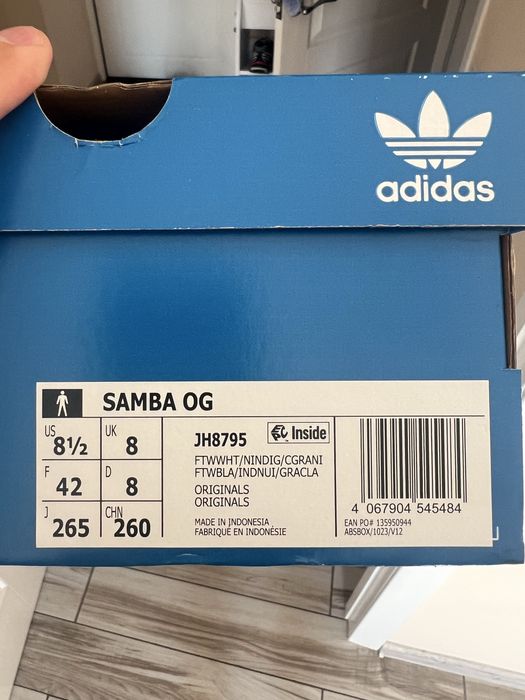 adidas
SAMBA OG
US 8½ UK 8
F 42 D 8
J 265 CHN 260
JH8795 Inside
FTWWHT/NINDIG/CGRANI
FTWBLA/INDNUI/GRACLA
ORIGINALS
ORIGINALS
MADE IN JNDONESIA
FABRIQUÉ EN INDONÉSIE
4 067904 545484
EAN PO# 135950944
ABSBOX/1023/V12